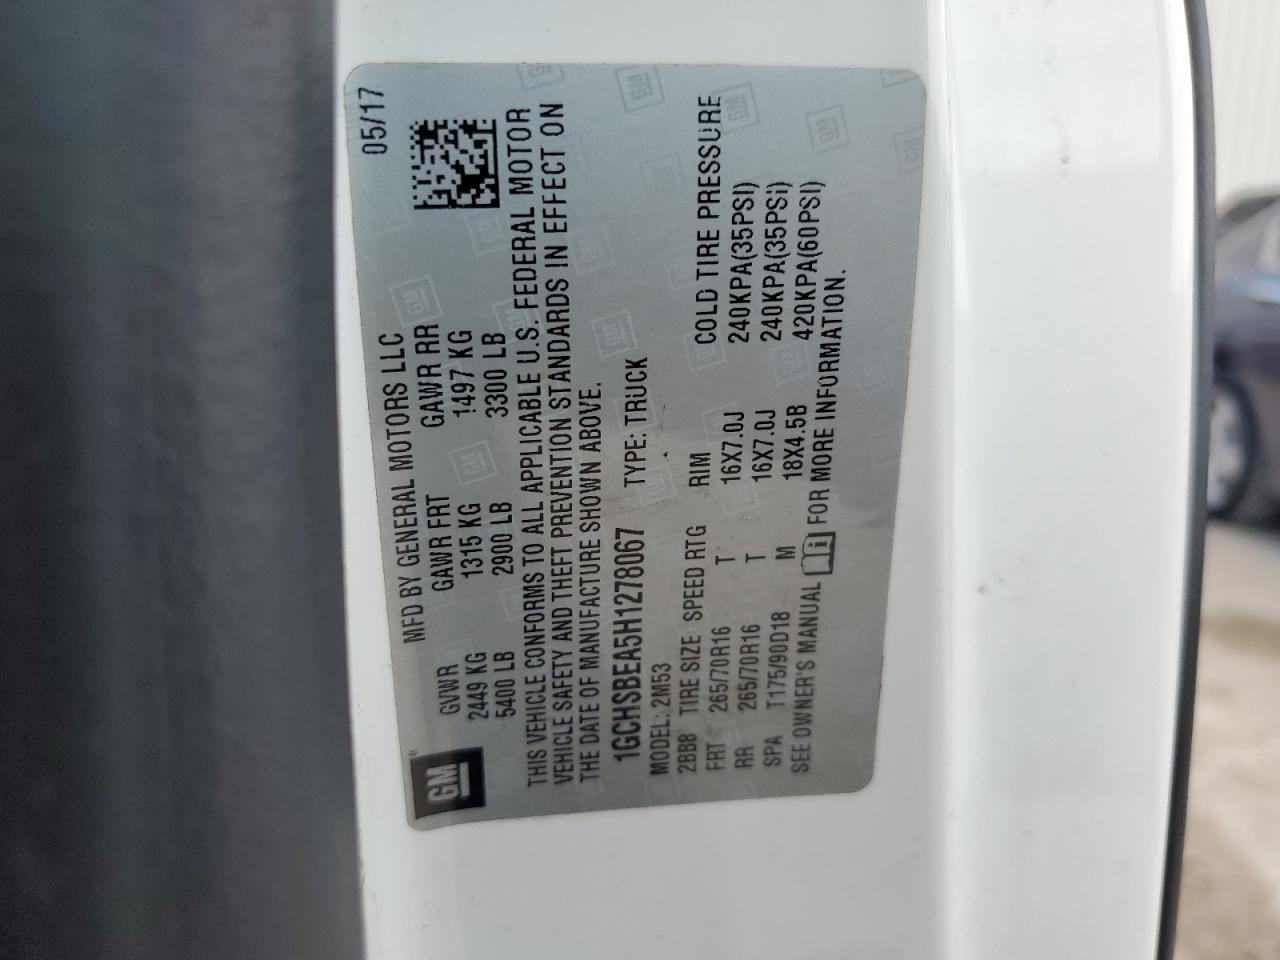 MFD BY GENERAL MOTORS LLC 05/17
GVWR GAWR FRT GAWR RR
2449 KG 1315 KG 1497 KG
5400 LB 2900 LB 3300 LB
GM
THIS VEHICLE CONFORMS TO ALL APPLICABLE U.S. FEDERAL MOTOR
VEHICLE SAFETY AND THEFT PREVENTION STANDARDS IN EFFECT ON
THE DATE OF MANUFACTURE SHOWN ABOVE.
1GCHSBEA5H1278067 TYPE: TRUCK
MODEL: 2M53
2BB8 TIRE SIZE SPEED RTG RIM COLD TIRE PRESSURE
FRT 265/70R16 T 16X7.0J 240KPA(35PSI)
RR 265/70R16 T 16X7.0J 240KPA(35PSi)
SPA T175/90D18 M 18X4.5B 420KPA(60PSI)
SEE OWNER'S MANUAL FOR MORE INFORMATION.